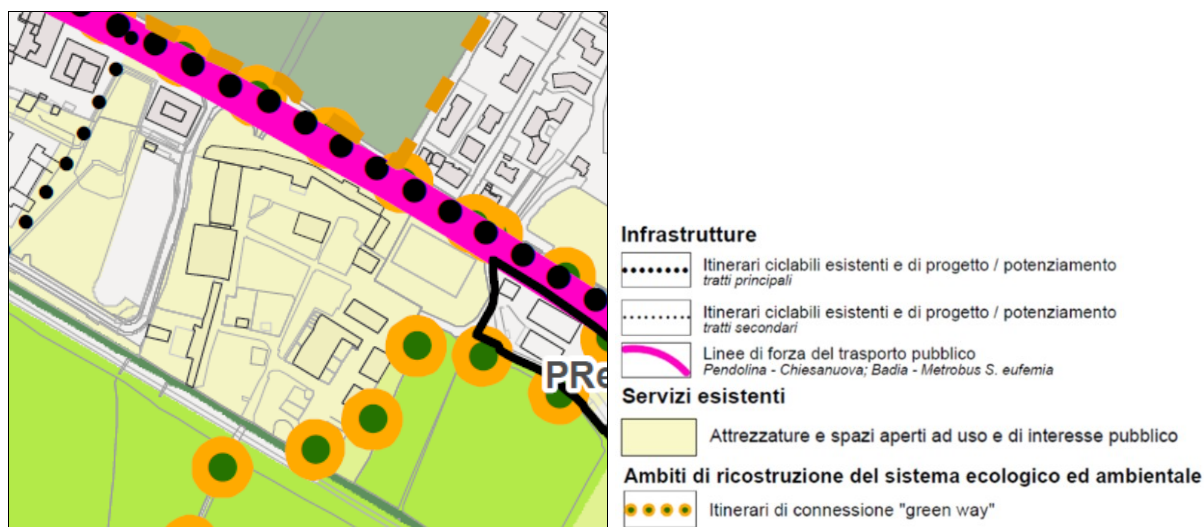 PRe
Infrastrutture
Itinerari ciclabili esistenti e di progetto / potenziamento
tratti principali
Itinerari ciclabili esistenti e di progetto / potenziamento
tratti secondari
Linee di forza del trasporto pubblico
Pendolina - Chiesanuova; Badia - Metrobus S. eufemia
Servizi esistenti
Attrezzature e spazi aperti ad uso e di interesse pubblico
Ambiti di ricostruzione del sistema ecologico ed ambientale
Itinerari di connessione "green way"